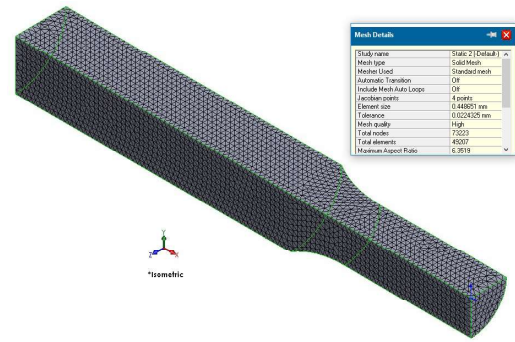 Mesh Details
Study name Static 2 (-Default-)
Mesh type Solid Mesh
Mesher Used Standard mesh
Automatic Transition Off
Include Mesh Auto Loops Off
Jacobian points 4 points
Element size 0.448651 mm
Tolerance 0.0224325 mm
Mesh quality High
Total nodes 73223
Total elements 49207
Maximum Aspect Ratio 6.3519
Y
Z
X
*Isometric